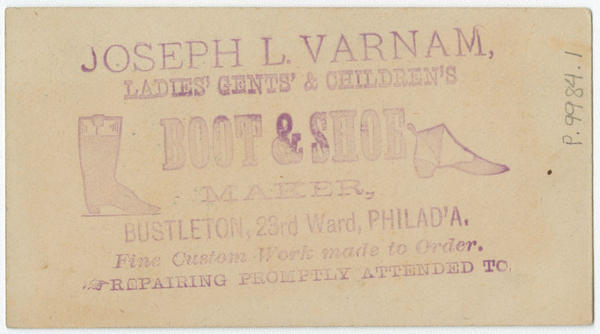 JOSEPH L. VARNAM,
LADIES' GENTS' & CHILDREN'S
BOOT & SHOE
MAKER,
BUSTLETON, 23rd Ward, PHILAD'A.
Fine Custom Work made to Order.
☞REPAIRING PROMPTLY ATTENDED TO.
P.9984.1